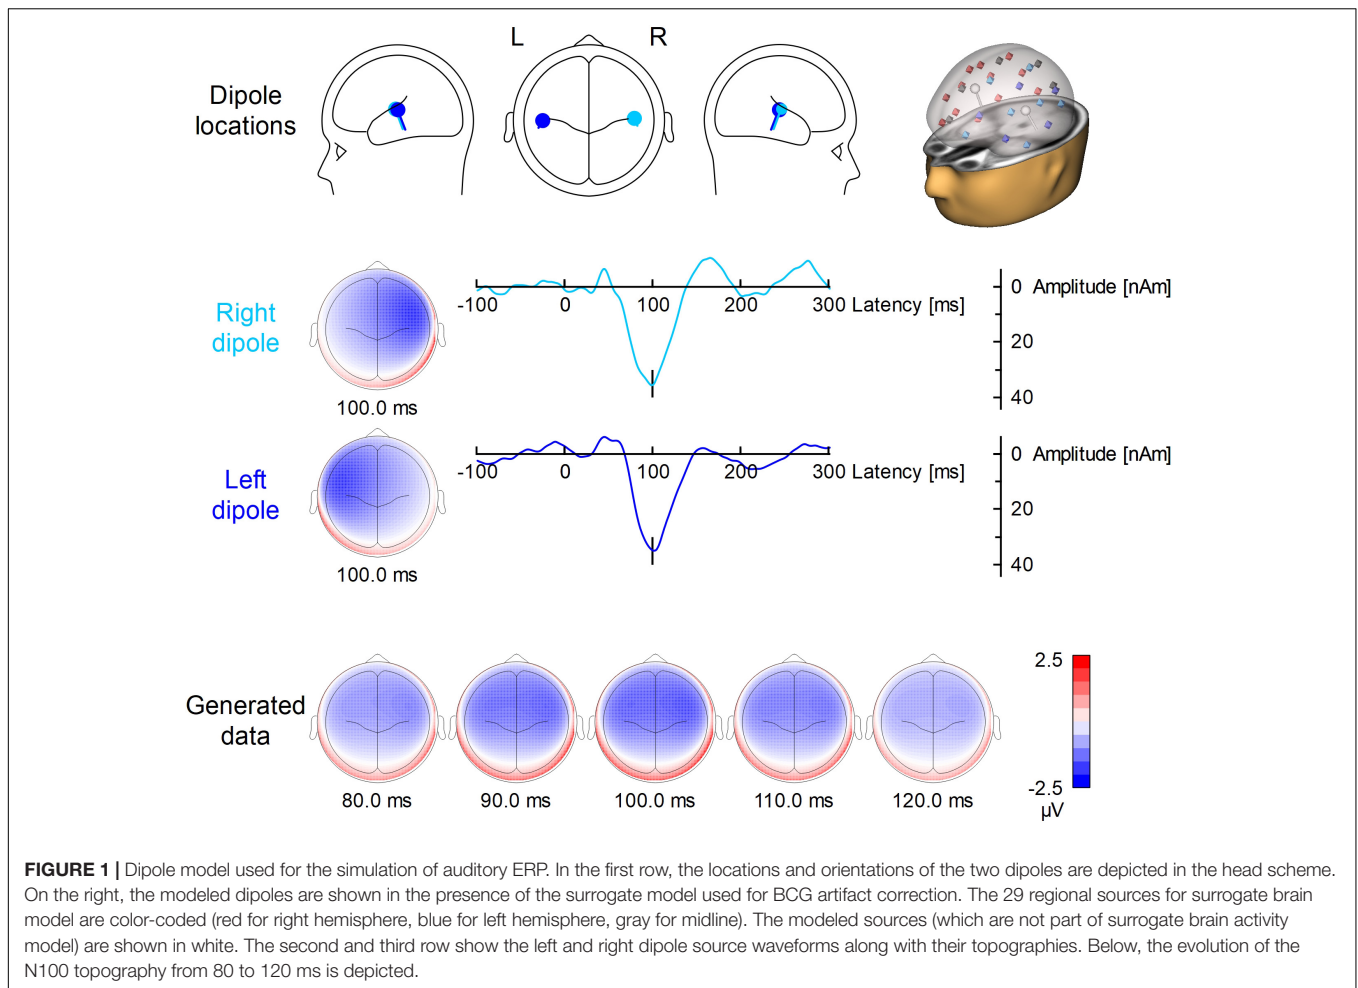 L
R
Dipole
locations
Right
dipole
-100
0
100
200
300
Latency [ms]
0
Amplitude [nAm]
20
40
100.0 ms
Left
dipole
-100
0
100
200
300
Latency [ms]
0
Amplitude [nAm]
20
40
100.0 ms
Generated
data
80.0 ms
90.0 ms
100.0 ms
110.0 ms
120.0 ms
2.5
-2.5
µV
FIGURE 1 | Dipole model used for the simulation of auditory ERP. In the first row, the locations and orientations of the two dipoles are depicted in the head scheme.
On the right, the modeled dipoles are shown in the presence of the surrogate model used for BCG artifact correction. The 29 regional sources for surrogate brain
model are color-coded (red for right hemisphere, blue for left hemisphere, gray for midline). The modeled sources (which are not part of surrogate brain activity
model) are shown in white. The second and third row show the left and right dipole source waveforms along with their topographies. Below, the evolution of the
N100 topography from 80 to 120 ms is depicted.